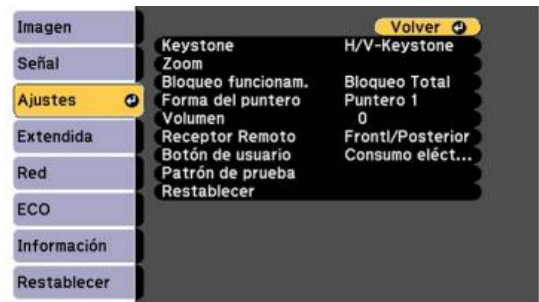 Imagen
Señal
Ajustes
Extendida
Red
ECO
Información
Restablecer
Volver
Keystone H/V-Keystone
Zoom
Bloqueo funcionam. Bloqueo Total
Forma del puntero Puntero 1
Volumen 0
Receptor Remoto Frontl/Posterior
Botón de usuario Consumo eléct...
Patrón de prueba
Restablecer